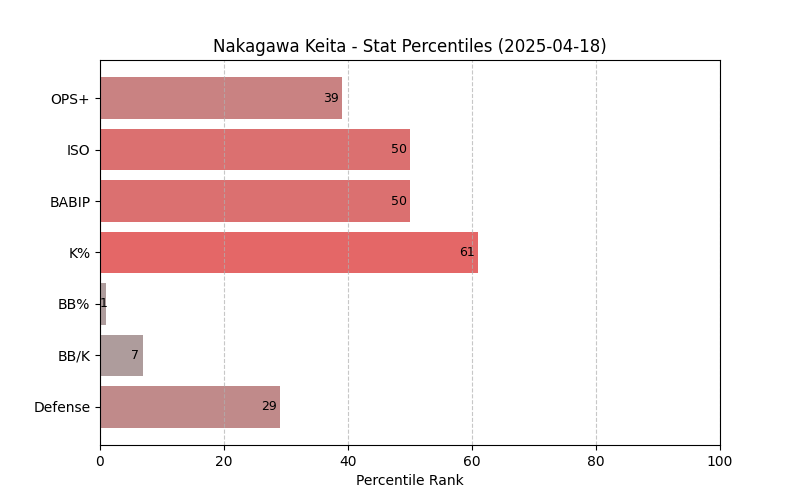 Nakagawa Keita - Stat Percentiles (2025-04-18)
OPS+ 39
ISO 50
BABIP 50
K% 61
BB% 1
BB/K 7
Defense 29
0 20 40 60 80 100
Percentile Rank